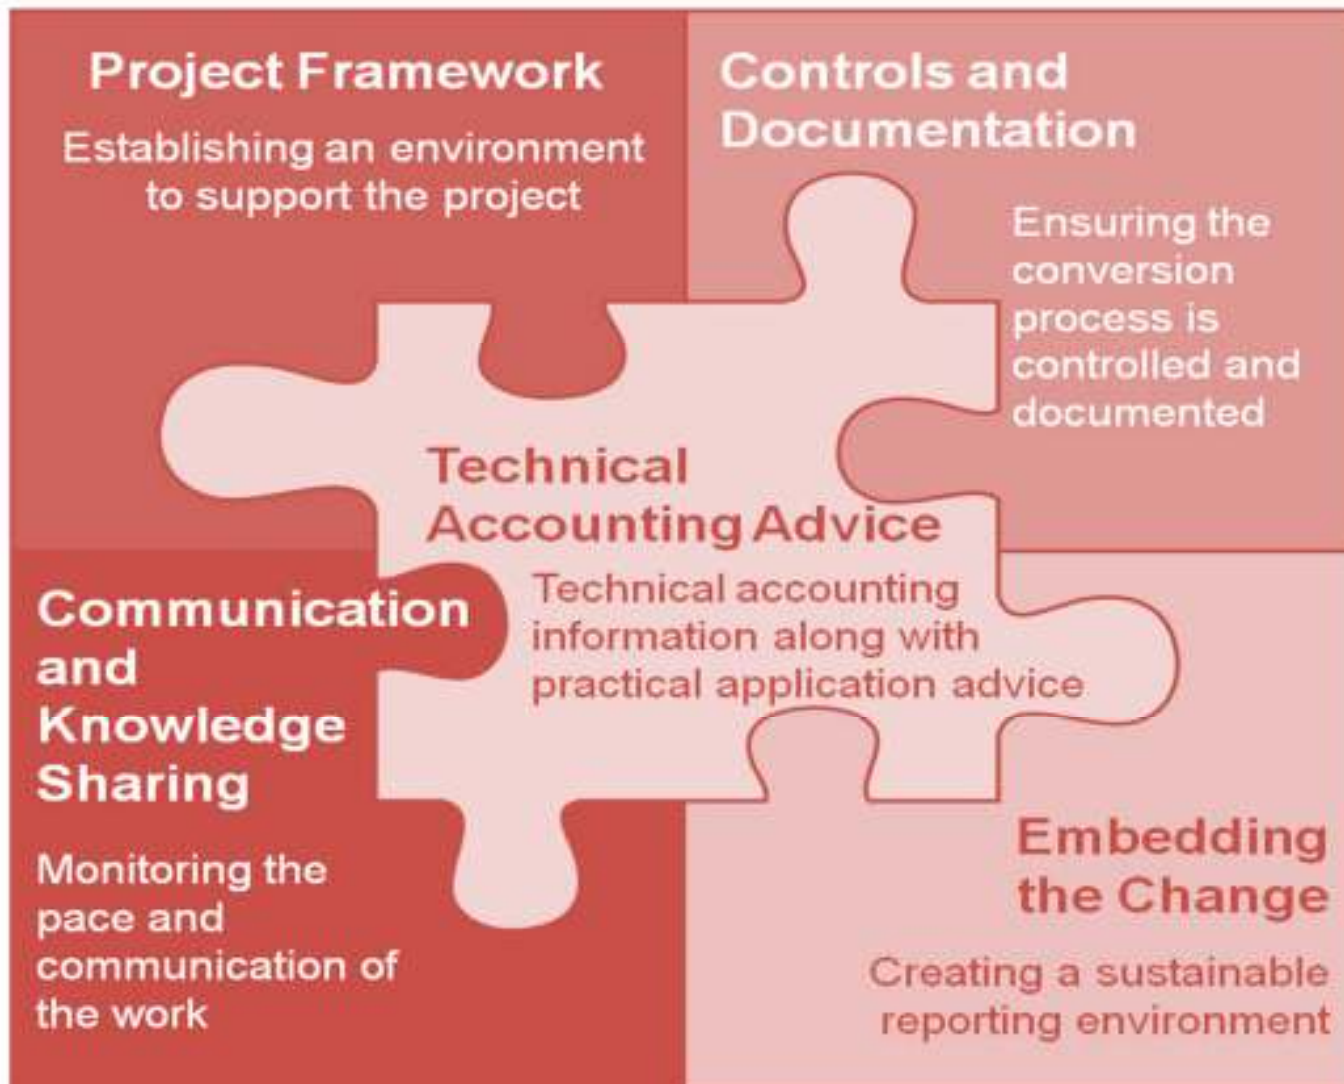 Project Framework
Establishing an environment
to support the project
Controls and
Documentation
Ensuring the
conversion
process is
controlled and
documented
Technical
Accounting Advice
Technical accounting
information along with
practical application advice
Communication
and
Knowledge
Sharing
Monitoring the
pace and
communication of
the work
Embedding
the Change
Creating a sustainable
reporting environment